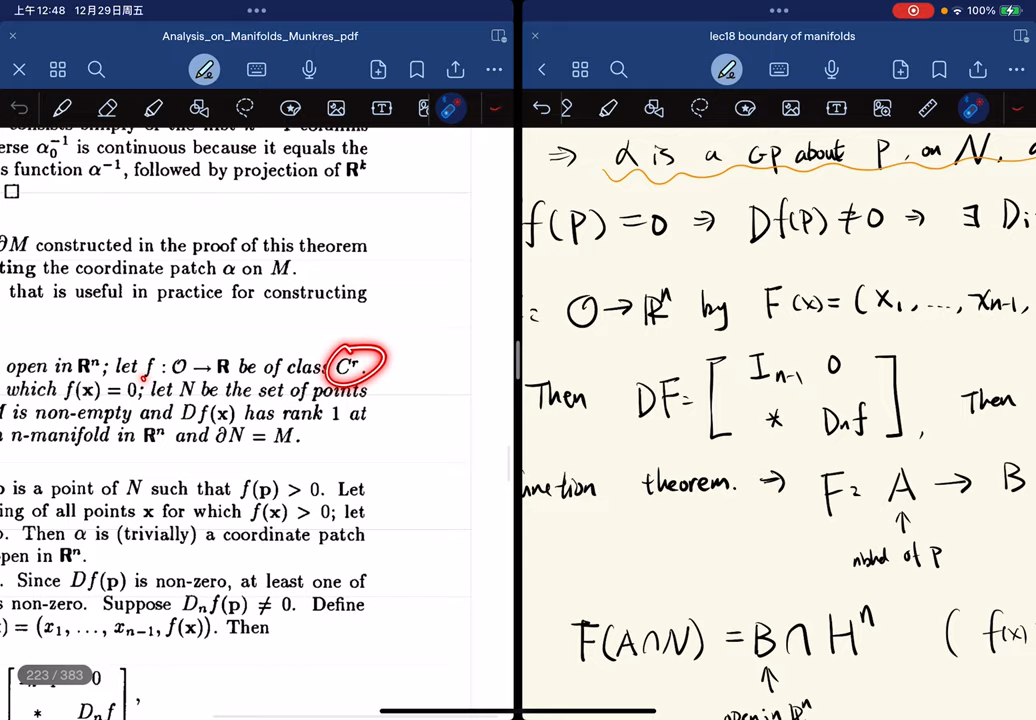 上午12:48 12月29日周五
100%
Analysis_on_Manifolds_Munkres_pdf
lec18 boundary of manifolds
erse α₀⁻¹ is continuous because it equals the
s function α⁻¹, followed by projection of Rᵏ
□
∂M constructed in the proof of this theorem
ting the coordinate patch α on M.
that is useful in practice for constructing
open in Rⁿ; let f : O → R be of class Cʳ.
which f(x) = 0; let N be the set of points
M is non-empty and Df(x) has rank 1 at
n-manifold in Rⁿ and ∂N = M.
is a point of N such that f(p) > 0. Let
ing of all points x for which f(x) > 0; let
. Then α is (trivially) a coordinate patch
pen in Rⁿ.
. Since Df(p) is non-zero, at least one of
s non-zero. Suppose Dₙf(p) ≠ 0. Define
) = (x₁, …, xₙ₋₁, f(x)). Then
0
* Dₙf ,
223 / 383
⇒ α is a GP about P, on N.
f(P) = 0 ⇒ Df(P) ≠ 0 ⇒ ∃ Di
: O → Rⁿ by F(x) = (x₁, …, xₙ₋₁,
Then DF = [ Iₙ₋₁ 0
* Dₙf ], Then
nction theorem. ⇒ F: A → B
↑
nbhd of p
F(A∩N) = B∩Hⁿ ( f(x)
↑
open in Rⁿ